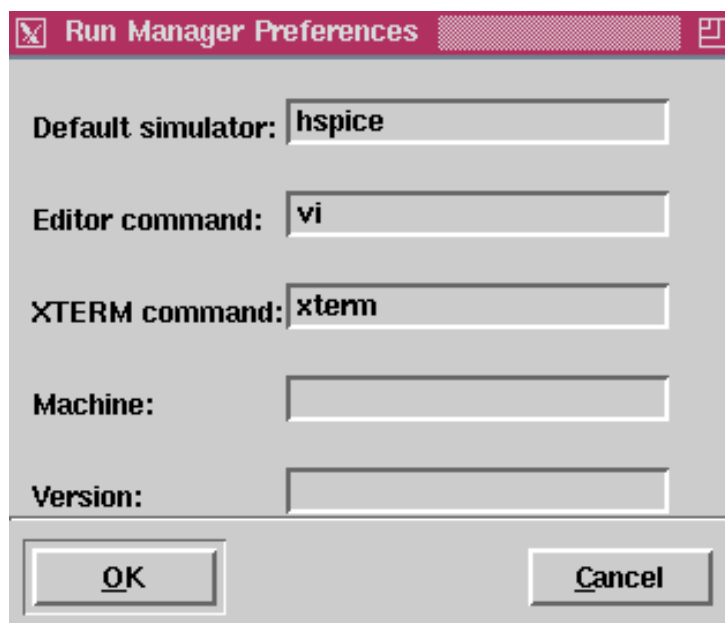 Run Manager Preferences
Default simulator: hspice
Editor command: vi
XTERM command: xterm
Machine:
Version:
OK Cancel